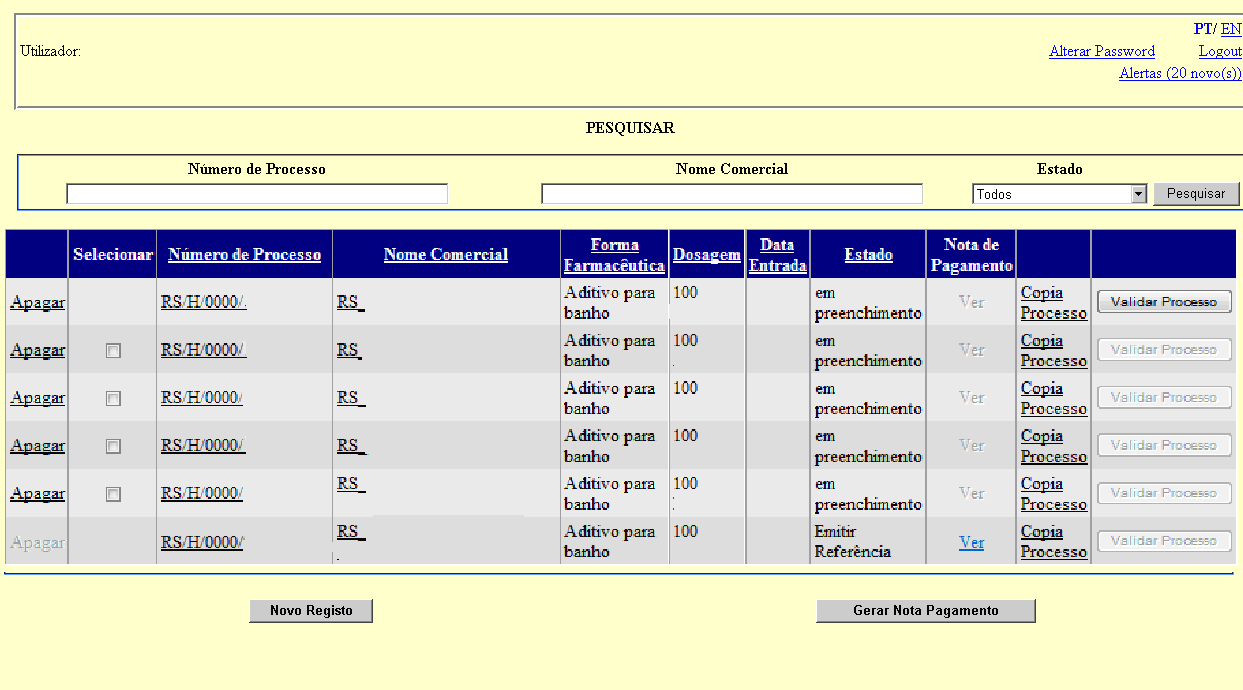 PT/ EN
Utilizador:
Alterar Password Logout
Alertas (20 novo(s))
PESQUISAR
Número de Processo Nome Comercial Estado
Todos Pesquisar
Selecionar Número de Processo Nome Comercial Forma Farmacêutica Dosagem Data Entrada Estado Nota de Pagamento
Apagar RS/H/0000/. RS_ Aditivo para banho 100 em preenchimento Ver Copia Processo Validar Processo
Apagar RS/H/0000/. RS_ Aditivo para banho 100 em preenchimento Ver Copia Processo Validar Processo
Apagar RS/H/0000/ RS_ Aditivo para banho 100 em preenchimento Ver Copia Processo Validar Processo
Apagar RS/H/0000/. RS_ Aditivo para banho 100 em preenchimento Ver Copia Processo Validar Processo
Apagar RS/H/0000/ RS_ Aditivo para banho 100 em preenchimento Ver Copia Processo Validar Processo
Apagar RS/H/0000/ RS_ Aditivo para banho 100 Emitir Referência Ver Copia Processo Validar Processo
Novo Registo Gerar Nota Pagamento